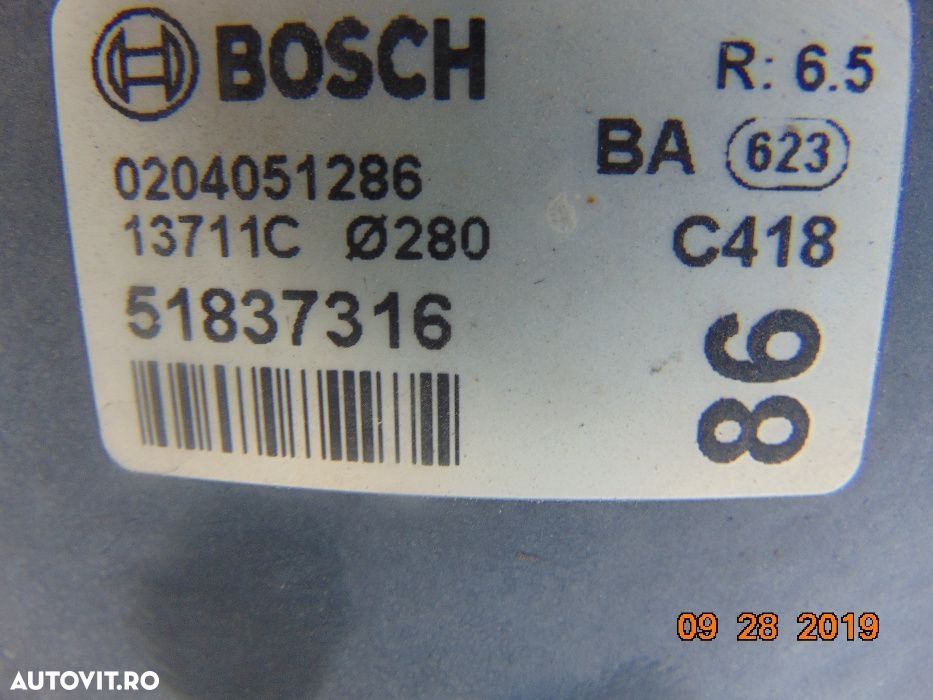 BOSCH
R: 6.5
BA 623
0204051286
13711C Ø280
C418
51837316
86
09 28 2019
AUTOVIT.RO